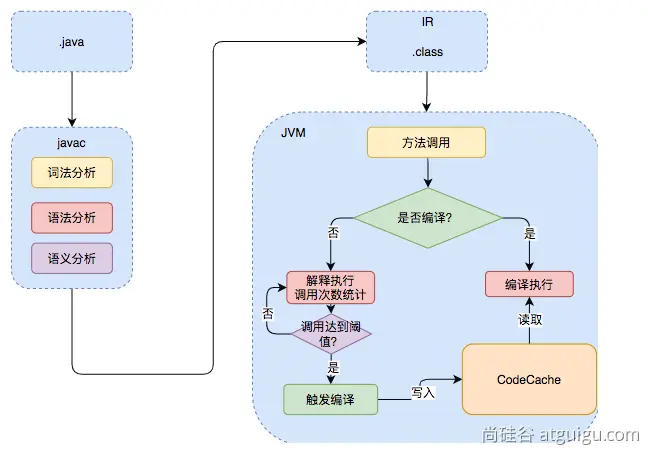 .java
javac
词法分析
语法分析
语义分析
IR
.class
JVM
方法调用
是否编译？
否
是
解释执行
调用次数统计
编译执行
否
调用达到阈
值？
读取
是
触发编译
写入
CodeCache
尚硅谷 atguigu.com